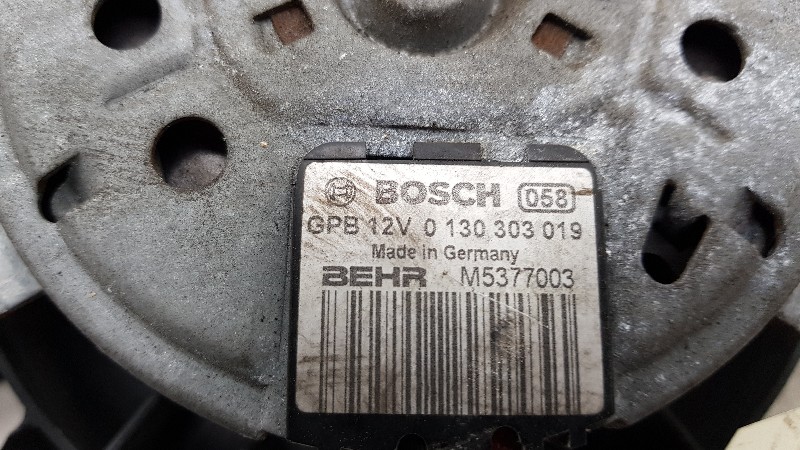 BOSCH 058
GPB 12V 0 130 303 019
Made in Germany
BEHR M5377003